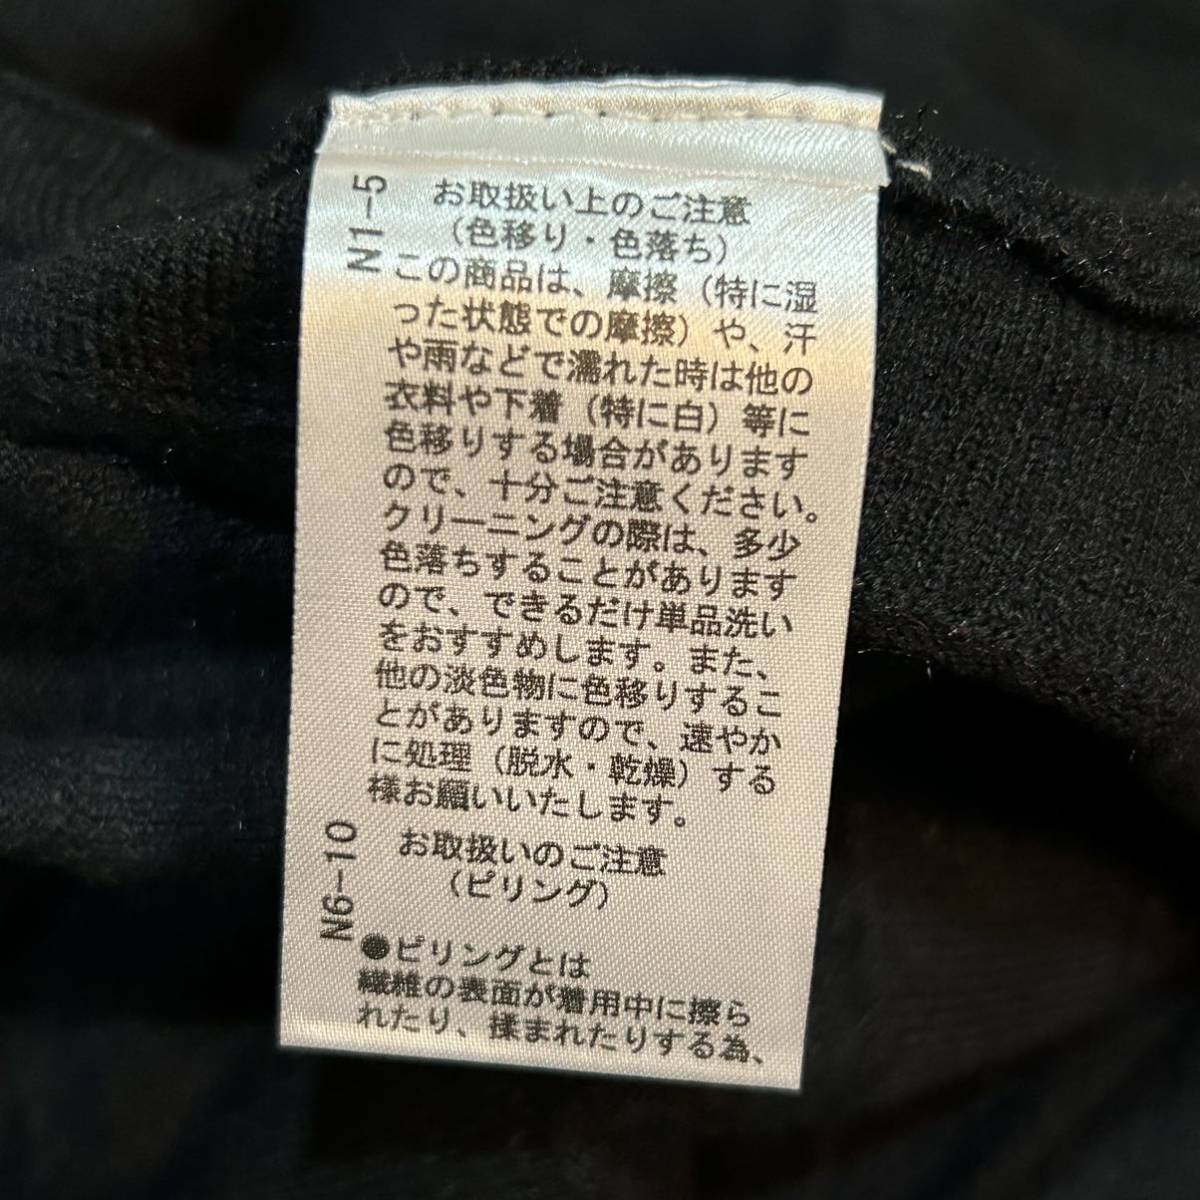 N1-5
お取扱い上のご注意
(色移り・色落ち)
この商品は、摩擦(特に湿
った状態での摩擦)や、汗
や雨などで濡れた時は他の
衣料や下着(特に白)等に
色移りする場合があります
ので、十分ご注意ください。
クリーニングの際は、多少
色落ちすることがあります
ので、できるだけ単品洗い
をおすすめします。また、
他の淡色物に色移りするこ
とがありますので、速やか
に処理(脱水・乾燥)する
様お願いいたします。
N6-10
お取扱いのご注意
(ピリング)
●ピリングとは
繊維の表面が着用中に擦ら
れたり、揉まれたりする為、